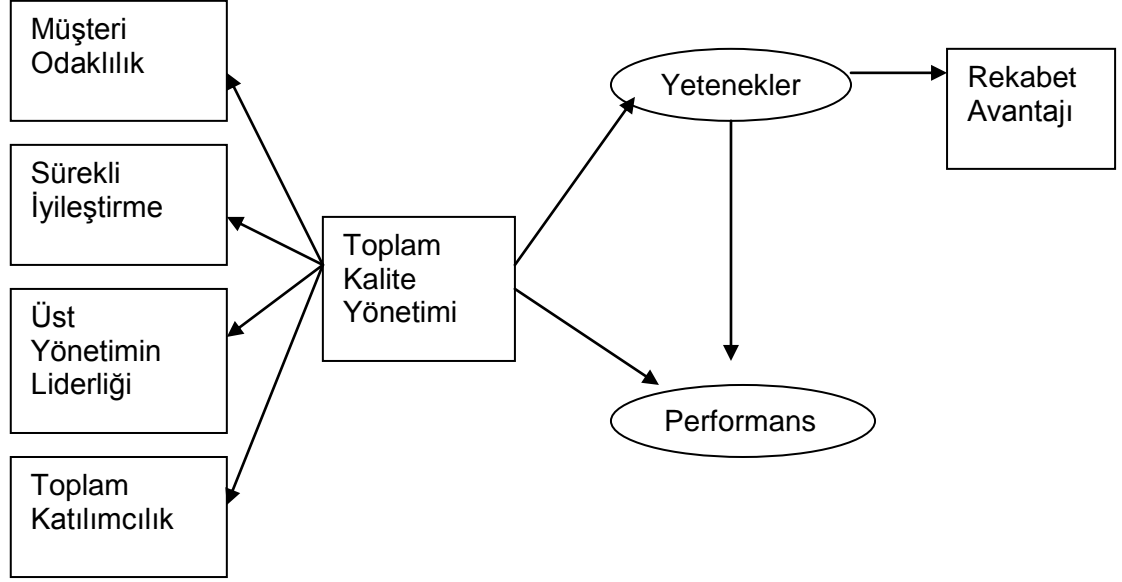 Müşteri
Odaklılık
Sürekli
İyileştirme
Üst
Yönetimin
Liderliği
Toplam
Katılımcılık
Toplam
Kalite
Yönetimi
Yetenekler
Performans
Rekabet
Avantajı